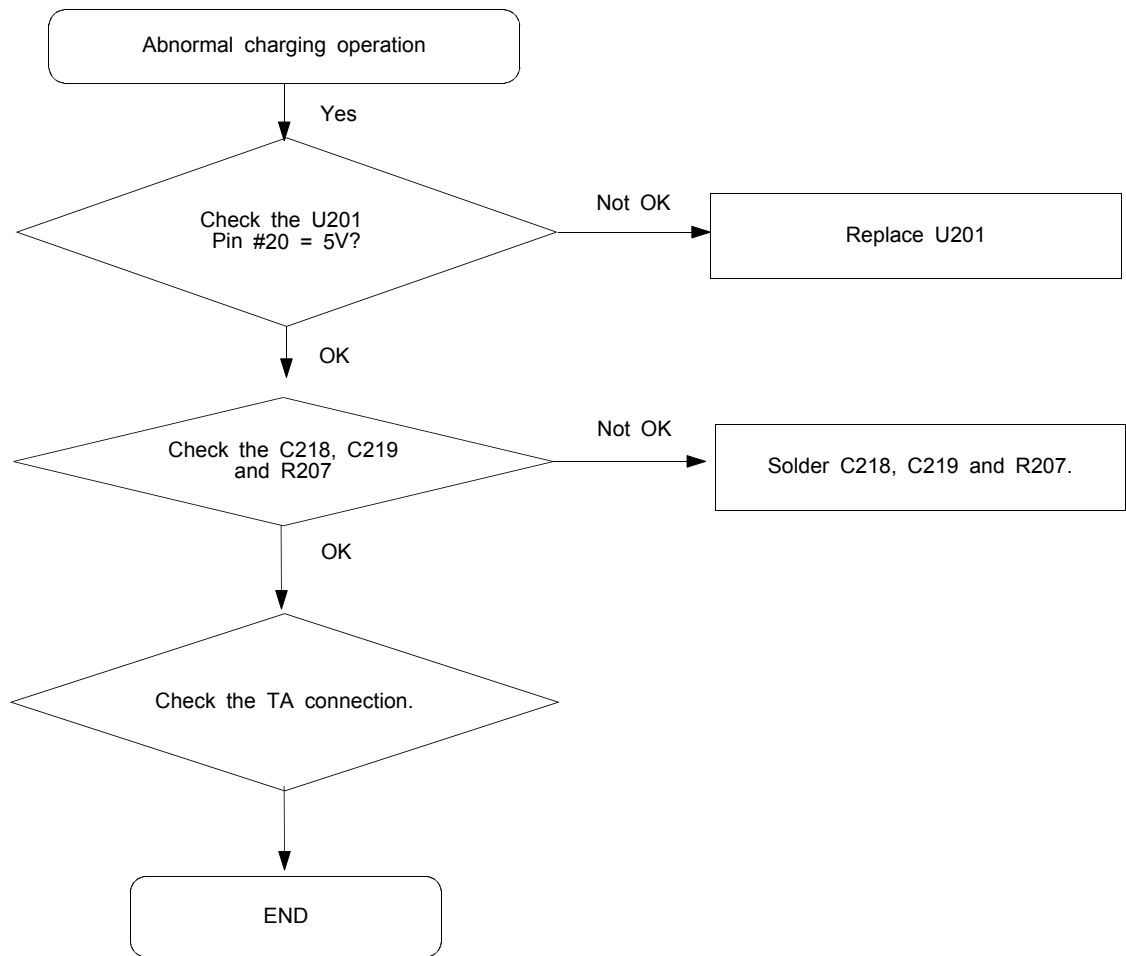 Abnormal charging operation
Yes
Check the U201
Pin #20 = 5V?
Not OK
Replace U201
OK
Check the C218, C219
and R207
Not OK
Solder C218, C219 and R207.
OK
Check the TA connection.
END